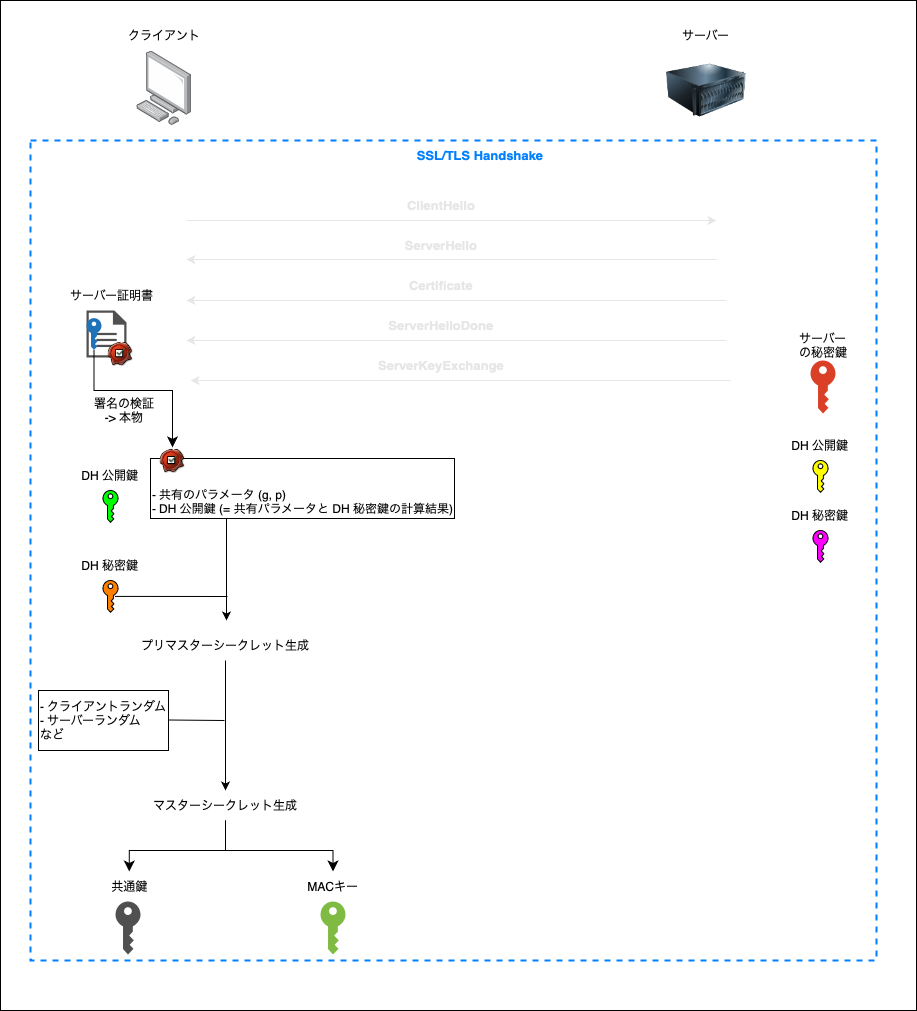 クライアント
サーバー
SSL/TLS Handshake
ClientHello
ServerHello
Certificate
サーバー証明書
ServerHelloDone
サーバー
の秘密鍵
ServerKeyExchange
署名の検証
-> 本物
DH 公開鍵
DH 公開鍵
- 共有のパラメータ (g, p)
- DH 公開鍵 (= 共有パラメータと DH 秘密鍵の計算結果)
DH 秘密鍵
DH 秘密鍵
プリマスターシークレット生成
- クライアントランダム
- サーバーランダム
など
マスターシークレット生成
共通鍵
MACキー